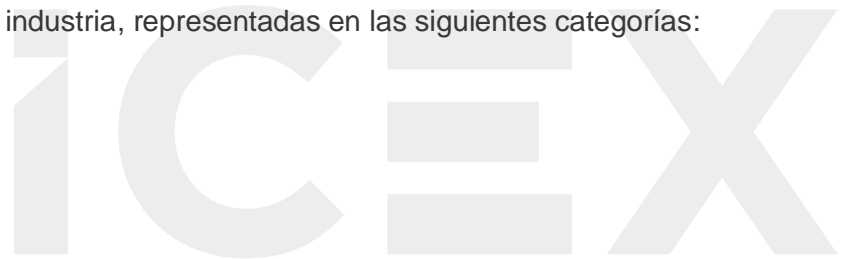 industria, representadas en las siguientes categorías:
iCEX